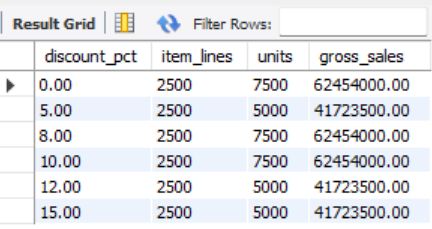 Result Grid Filter Rows:
discount_pct item_lines units gross_sales
0.00 2500 7500 62454000.00
5.00 2500 5000 41723500.00
8.00 2500 7500 62454000.00
10.00 2500 7500 62454000.00
12.00 2500 5000 41723500.00
15.00 2500 5000 41723500.00